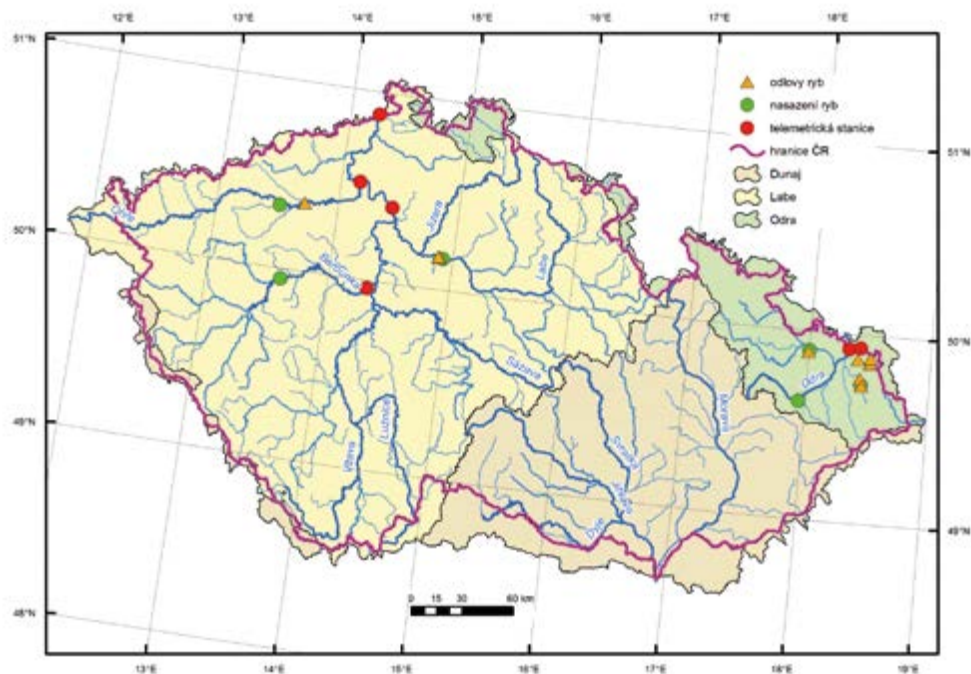 12°E 13°E 14°E 15°E 16°E 17°E 18°E
51°N
odlovy ryb
nasazení ryb
telemetrická stanice
hranice ČR
Dunaj
Labe
Odra
51°N
50°N
Ohře
Jizera
Labe
Berounka
50°N
Odra
Sázava
49°N
Vltava
Lužnice
Morava
Svratka
Dyje
49°N
0 15 30 60 km
48°N
13°E 14°E 15°E 16°E 17°E 18°E 19°E